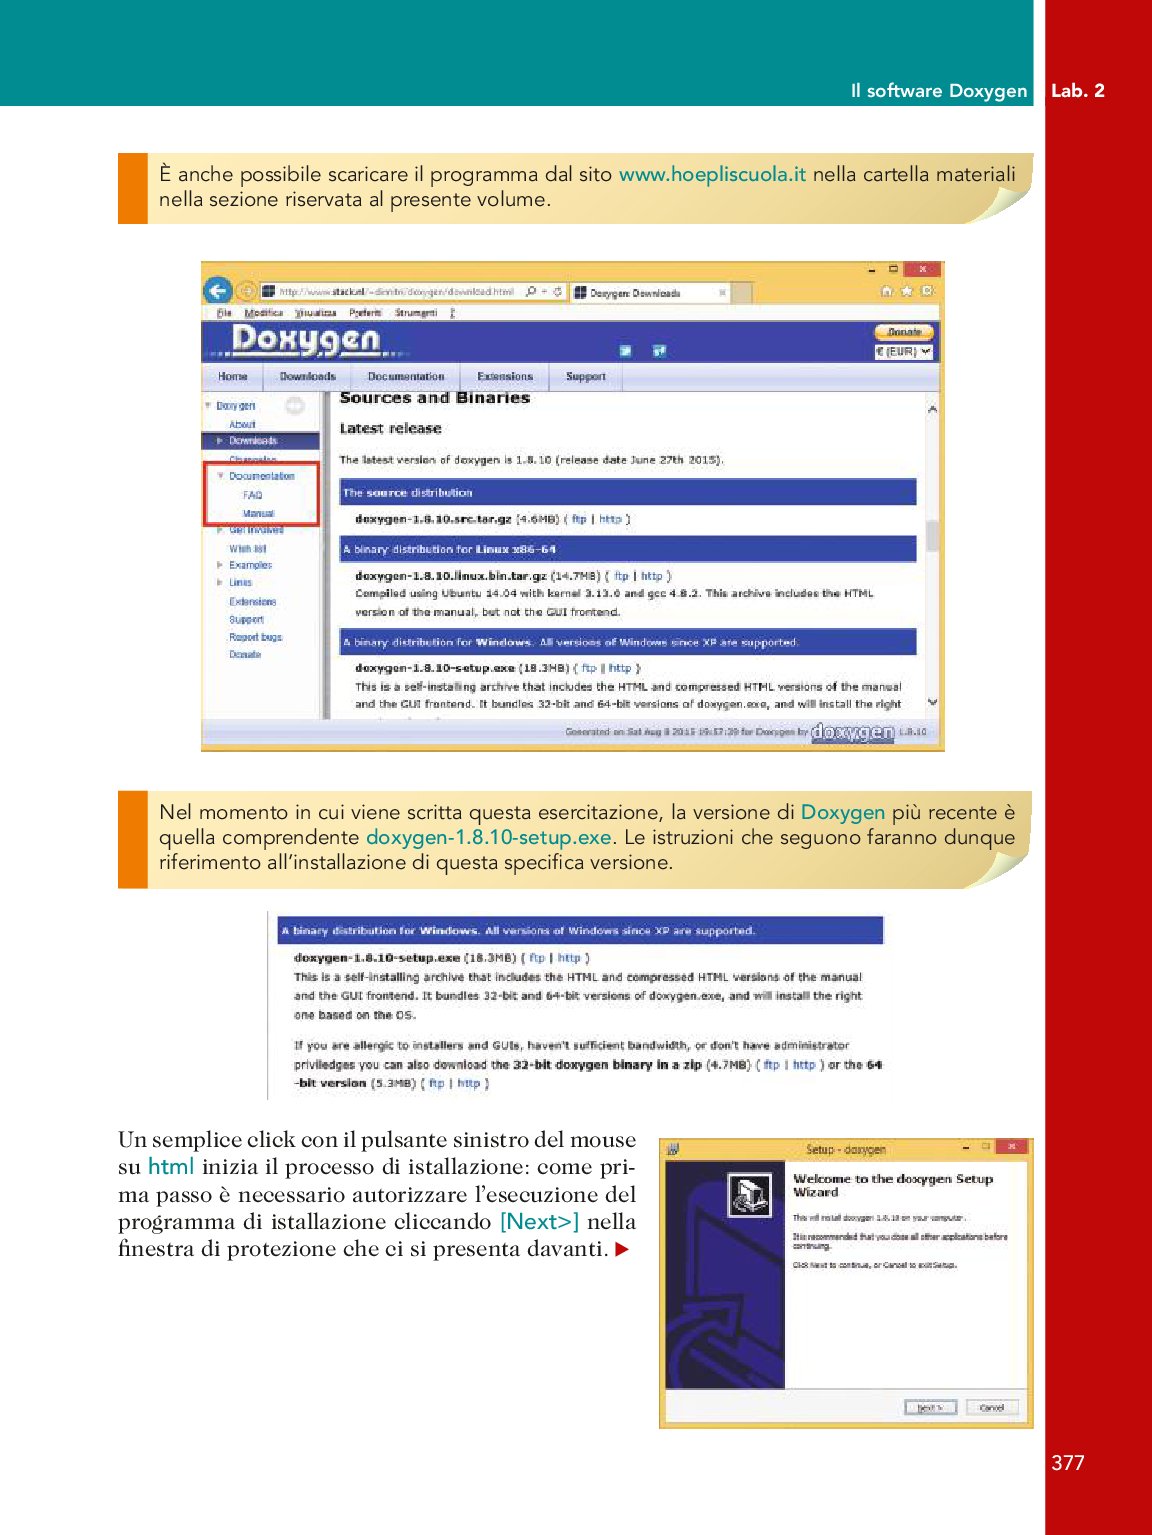 Il software Doxygen Lab. 2
È anche possibile scaricare il programma dal sito www.hoepliscuola.it nella cartella materiali
nella sezione riservata al presente volume.
http://www.stack.nl/~dimitri/doxygen/download.html
Doxygen: Downloads
File Modifica Visualizza Preferiti Strumenti ?
Doxygen
Donate
€ (EUR)
Home Downloads Documentation Extensions Support
Doxygen
About
Downloads
Changelog
Documentation
FAQ
Manual
Get Involved
Wish list
Examples
Links
Extensions
Support
Report bugs
Donate
Sources and Binaries
Latest release
The latest version of doxygen is 1.8.10 (release date June 27th 2015).
The source distribution
doxygen-1.8.10.src.tar.gz (4.6MB) ( ftp | http )
A binary distribution for Linux x86-64
doxygen-1.8.10.linux.bin.tar.gz (14.7MB) ( ftp | http )
Compiled using Ubuntu 14.04 with kernel 3.13.0 and gcc 4.8.2. This archive includes the HTML
version of the manual, but not the GUI frontend.
A binary distribution for Windows. All versions of Windows since XP are supported.
doxygen-1.8.10-setup.exe (18.3MB) ( ftp | http )
This is a self-installing archive that includes the HTML and compressed HTML versions of the manual
and the GUI frontend. It bundles 32-bit and 64-bit versions of doxygen.exe, and will install the right
Generated on Sat Aug 8 2015 for Doxygen by doxygen 1.8.10
Nel momento in cui viene scritta questa esercitazione, la versione di Doxygen più recente è
quella comprendente doxygen-1.8.10-setup.exe. Le istruzioni che seguono faranno dunque
riferimento all'installazione di questa specifica versione.
A binary distribution for Windows. All versions of Windows since XP are supported.
doxygen-1.8.10-setup.exe (18.3MB) ( ftp | http )
This is a self-installing archive that includes the HTML and compressed HTML versions of the manual
and the GUI frontend. It bundles 32-bit and 64-bit versions of doxygen.exe, and will install the right
one based on the OS.
If you are allergic to installers and GUIs, haven't sufficient bandwidth, or don't have administrator
priviledges you can also download the 32-bit doxygen binary in a zip (4.7MB) ( ftp | http ) or the 64
-bit version (5.3MB) ( ftp | http )
Un semplice click con il pulsante sinistro del mouse
su html inizia il processo di istallazione: come pri-
ma passo è necessario autorizzare l'esecuzione del
programma di istallazione cliccando [Next>] nella
finestra di protezione che ci si presenta davanti. ▶
Setup - doxygen
Welcome to the doxygen Setup
Wizard
This will install doxygen 1.8.10 on your computer.
It is recommended that you close all other applications before
continuing.
Click Next to continue, or Cancel to exit Setup.
Next > Cancel
377